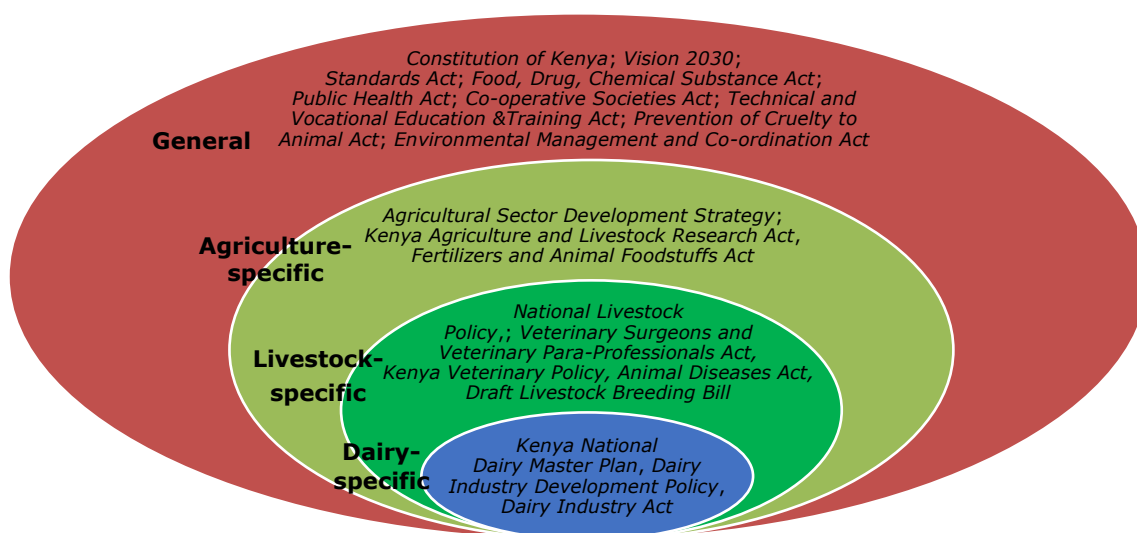 Constitution of Kenya; Vision 2030;
Standards Act; Food, Drug, Chemical Substance Act;
Public Health Act; Co-operative Societies Act; Technical and
Vocational Education &Training Act; Prevention of Cruelty to
Animal Act; Environmental Management and Co-ordination Act
General
Agricultural Sector Development Strategy;
Kenya Agriculture and Livestock Research Act,
Fertilizers and Animal Foodstuffs Act
Agriculture-
specific
National Livestock
Policy,; Veterinary Surgeons and
Veterinary Para-Professionals Act,
Kenya Veterinary Policy, Animal Diseases Act,
Draft Livestock Breeding Bill
Livestock-
specific
Kenya National
Dairy Master Plan, Dairy
Industry Development Policy,
Dairy Industry Act
Dairy-
specific